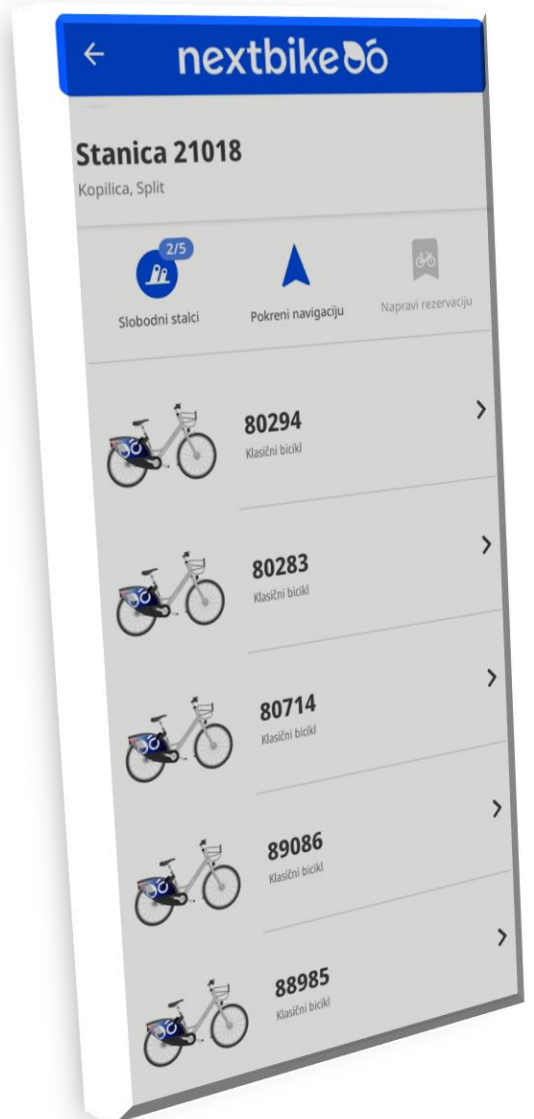 nextbike
Stanica 21018
Kopilica, Split
2/5
Slobodni stalci
Pokreni navigaciju
Napravi rezervaciju
80294
Klasični bicikl
80283
Klasični bicikl
80714
Klasični bicikl
89086
Klasični bicikl
88985
Klasični bicikl